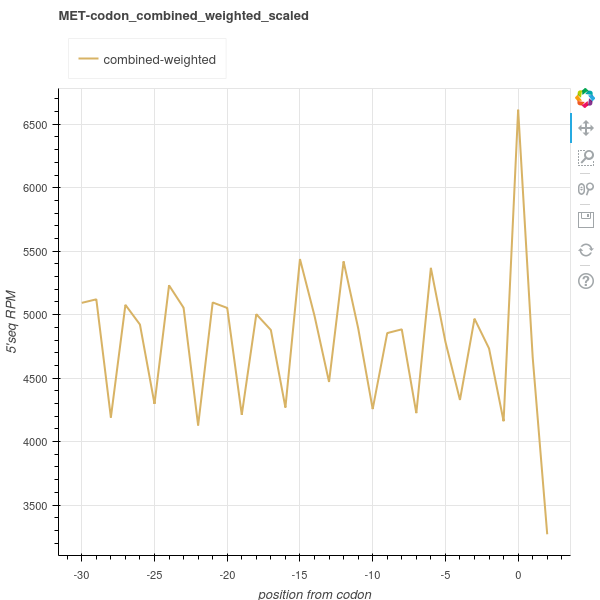 MET-codon_combined_weighted_scaled
combined-weighted
6500
6000
5500
5000
4500
4000
3500
5'seq RPM
-30 -25 -20 -15 -10 -5 0
position from codon